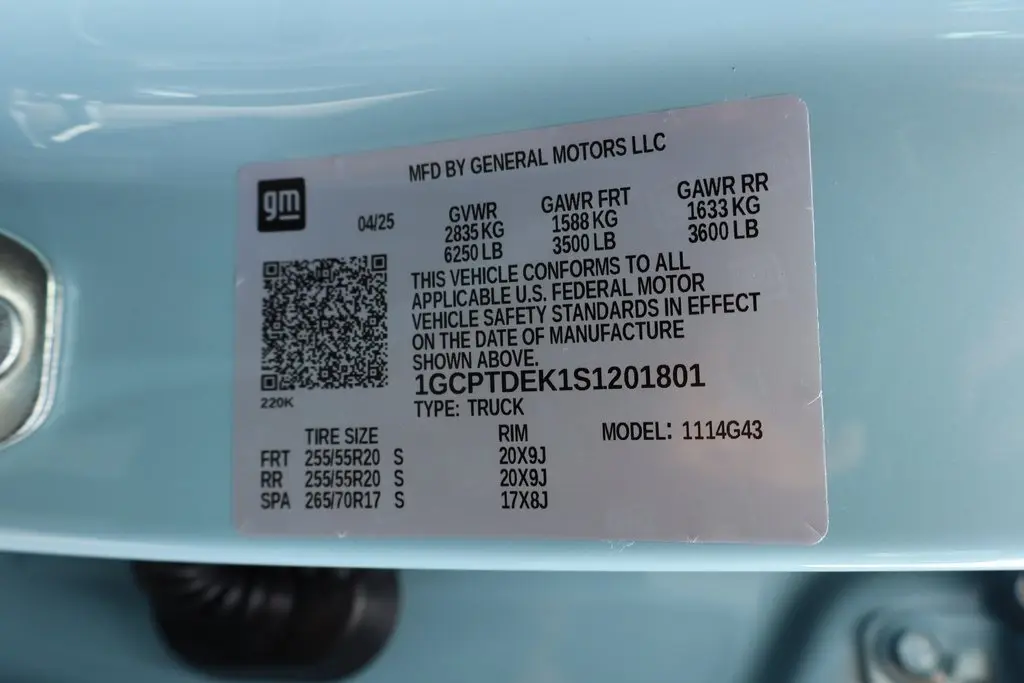 MFD BY GENERAL MOTORS LLC
gm
04/25
GVWR
2835 KG
6250 LB
GAWR FRT
1588 KG
3500 LB
GAWR RR
1633 KG
3600 LB
THIS VEHICLE CONFORMS TO ALL
APPLICABLE U.S. FEDERAL MOTOR
VEHICLE SAFETY STANDARDS IN EFFECT
ON THE DATE OF MANUFACTURE
SHOWN ABOVE.
1GCPTDEK1S1201801
220K
TYPE: TRUCK
TIRE SIZE RIM MODEL: 1114G43
FRT 255/55R20 S 20X9J
RR 255/55R20 S 20X9J
SPA 265/70R17 S 17X8J